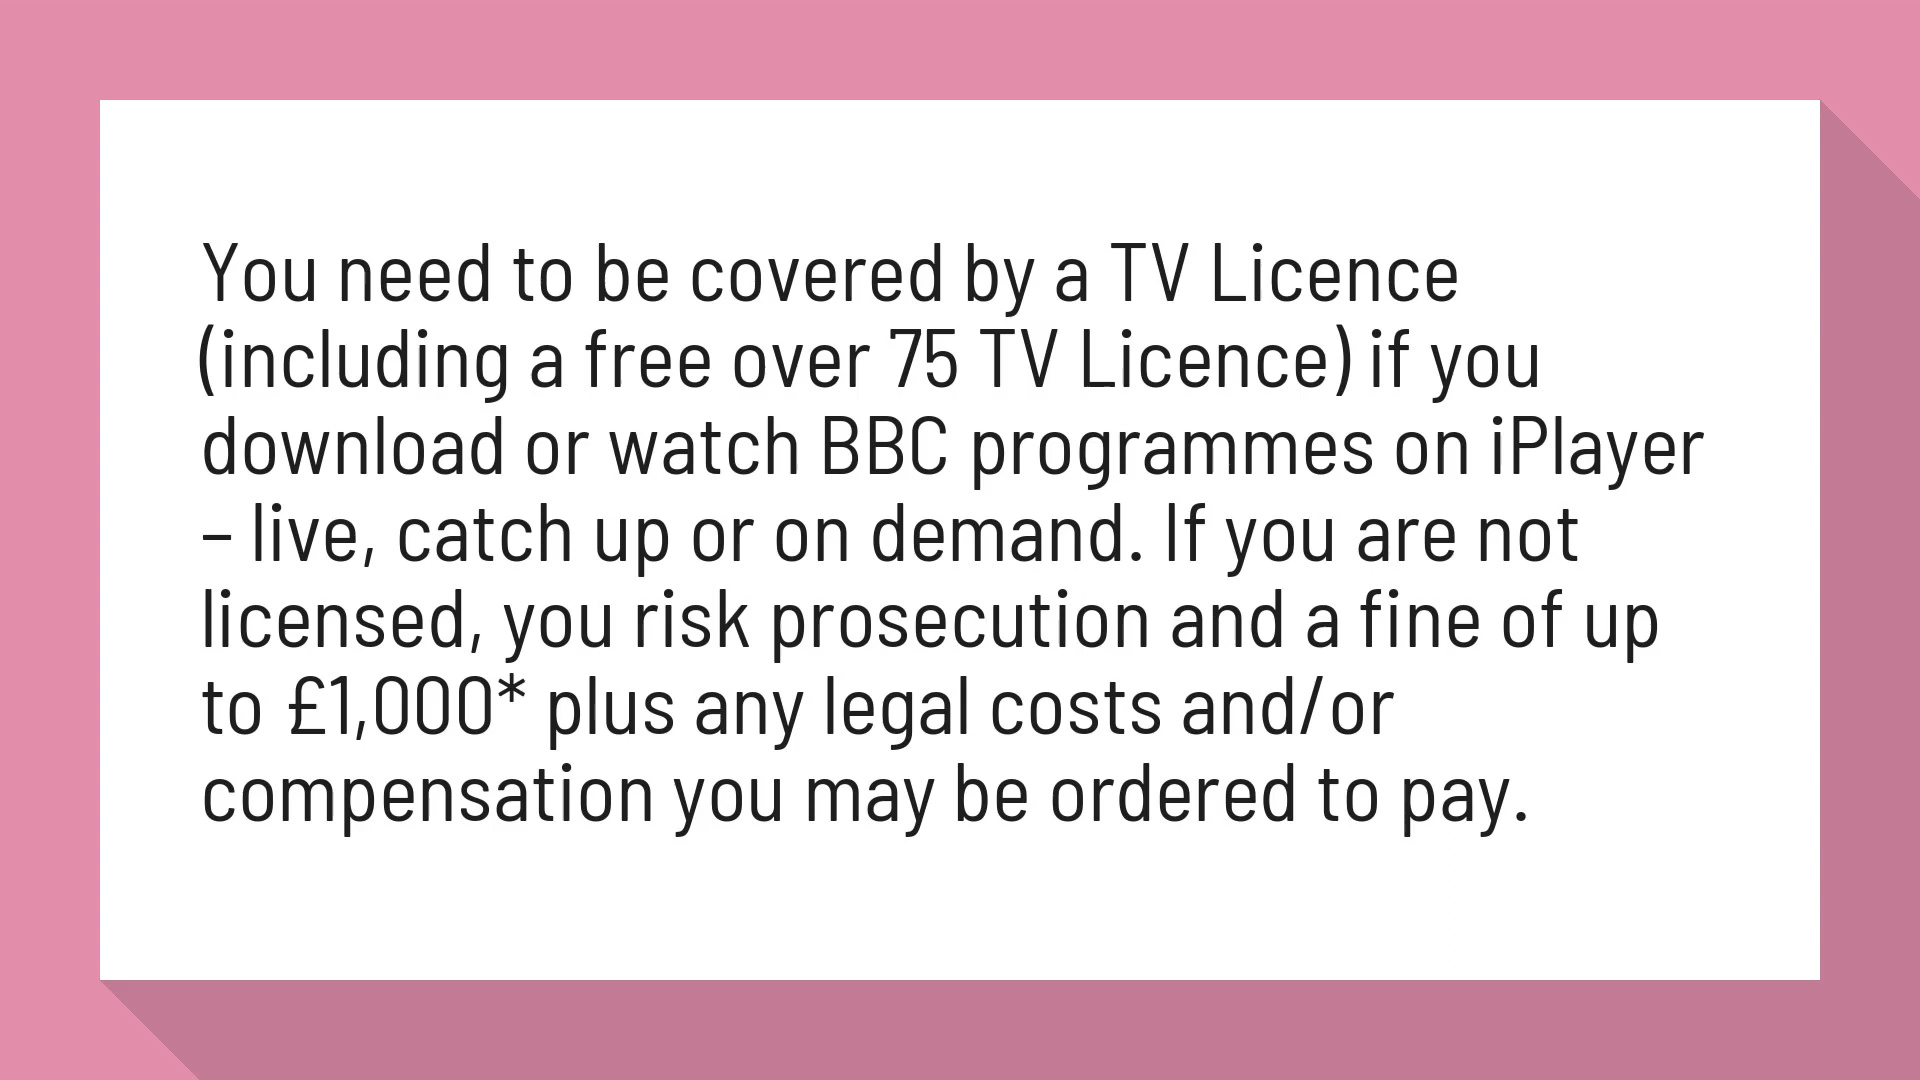 You need to be covered by a TV Licence
(including a free over 75 TV Licence) if you
download or watch BBC programmes on iPlayer
– live, catch up or on demand. If you are not
licensed, you risk prosecution and a fine of up
to £1,000* plus any legal costs and/or
compensation you may be ordered to pay.